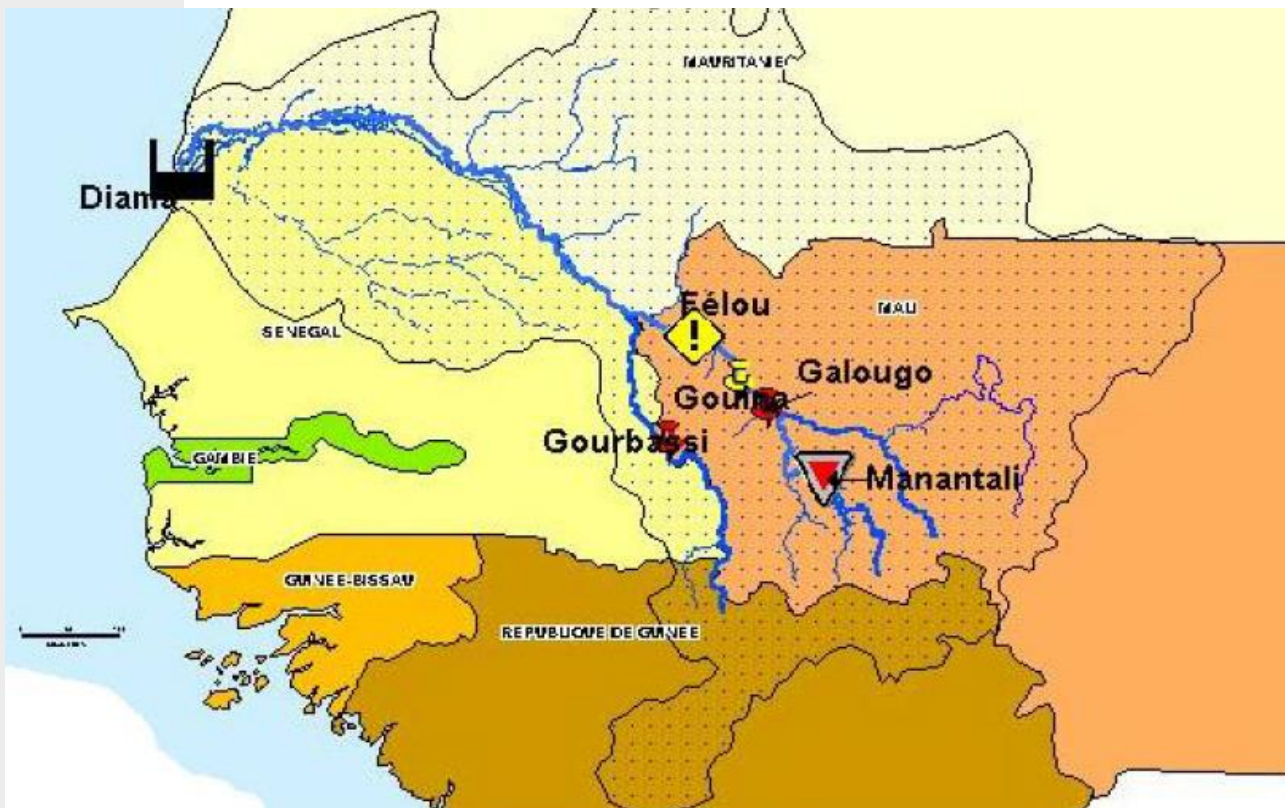 MAURITANIE
Diama
Félou
MALI
SENEGAL
Galougo
Gouina
Gourbassi
GAMBIE
Manantali
GUINEE-BISSAU
REPUBLIQUE DE GUINEE